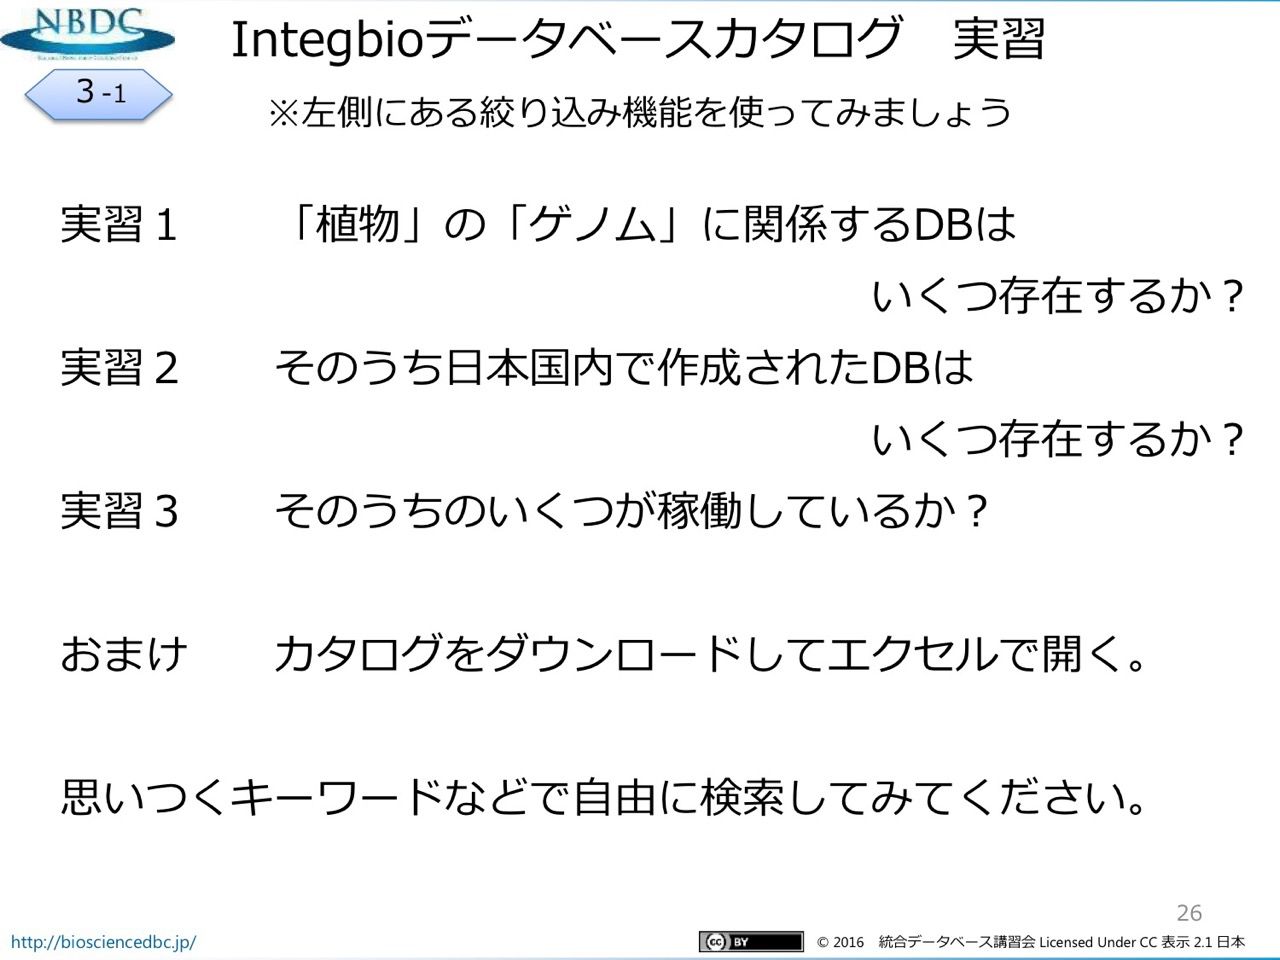 NBDC
Integbioデータベースカタログ　実習
３-1
※左側にある絞り込み機能を使ってみましょう
実習１　　「植物」の「ゲノム」に関係するDBは
いくつ存在するか？
実習２　　そのうち日本国内で作成されたDBは
いくつ存在するか？
実習３　　そのうちのいくつが稼働しているか？
おまけ　　カタログをダウンロードしてエクセルで開く。
思いつくキーワードなどで自由に検索してみてください。
26
http://biosciencedbc.jp/
cc BY © 2016　統合データベース講習会 Licensed Under CC 表示 2.1 日本